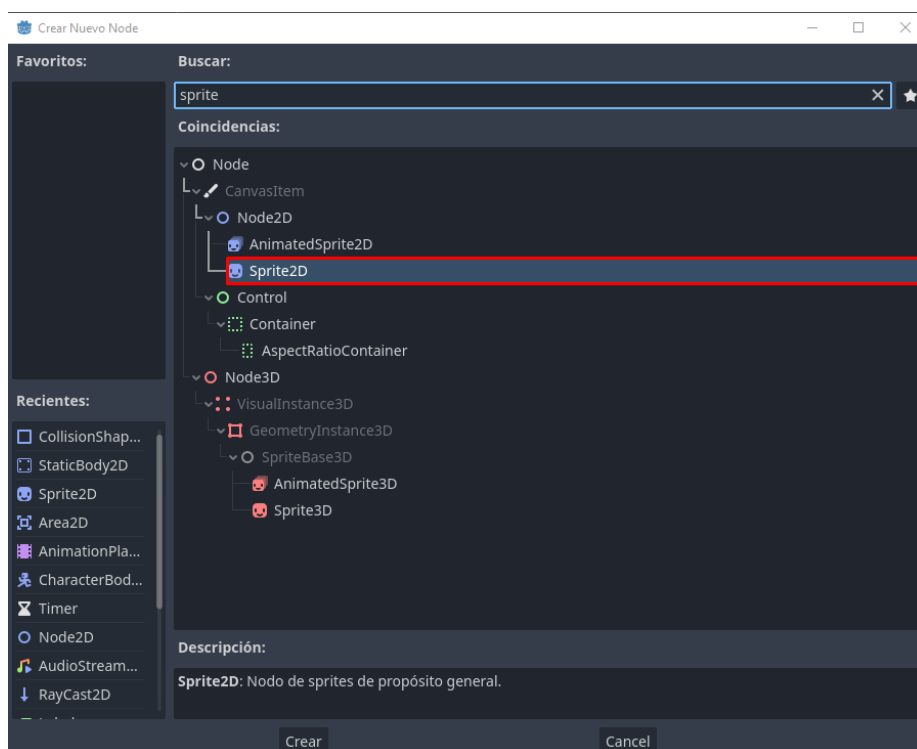 Crear Nuevo Node
Favoritos:
Buscar:
sprite
Coincidencias:
Node
CanvasItem
Node2D
AnimatedSprite2D
Sprite2D
Control
Container
AspectRatioContainer
Node3D
VisualInstance3D
GeometryInstance3D
SpriteBase3D
AnimatedSprite3D
Sprite3D
Recientes:
CollisionShap...
StaticBody2D
Sprite2D
Area2D
AnimationPla...
CharacterBod...
Timer
Node2D
AudioStream...
RayCast2D
Descripción:
Sprite2D: Nodo de sprites de propósito general.
Crear
Cancel